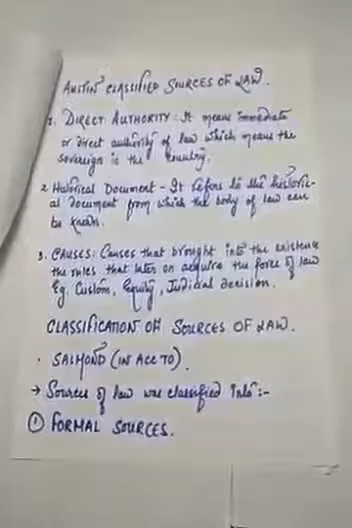 AUSTIN CLASSIFIED SOURCES OF LAW.
1. DIRECT AUTHORITY: It means immediate
or direct authority of law which means the
sovereign is the country.
2. Historical Document - It refers to the historic-
al document from which the body of law can
be known.
3. CAUSES: Causes that brought into the existence
the rules that later on acquire the force of law
Eg. Custom, Equity, Judicial decision.
CLASSIFICATION OF SOURCES OF LAW.
· SALMOND (IN ACC TO).
→ Sources of law was classified into:-
① FORMAL SOURCES.